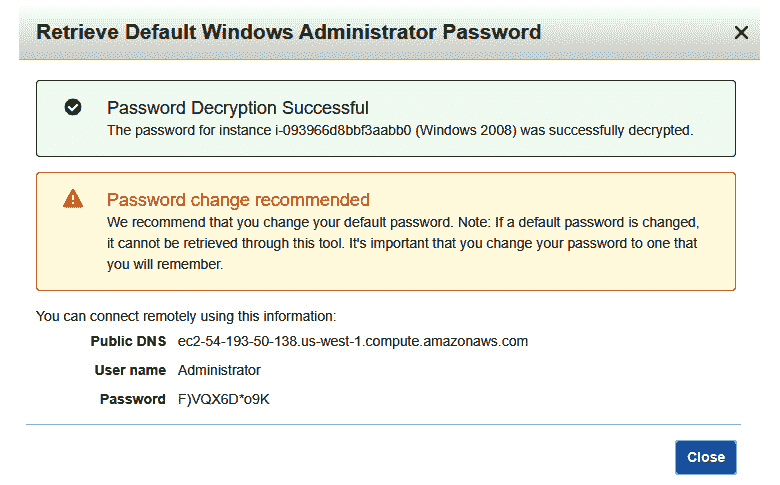 Retrieve Default Windows Administrator Password
Password Decryption Successful
The password for instance i-093966d8bbf3aabb0 (Windows 2008) was successfully decrypted.
Password change recommended
We recommend that you change your default password. Note: If a default password is changed,
it cannot be retrieved through this tool. It's important that you change your password to one that
you will remember.
You can connect remotely using this information:
Public DNS ec2-54-193-50-138.us-west-1.compute.amazonaws.com
User name Administrator
Password F)VQX6D*o9K
Close